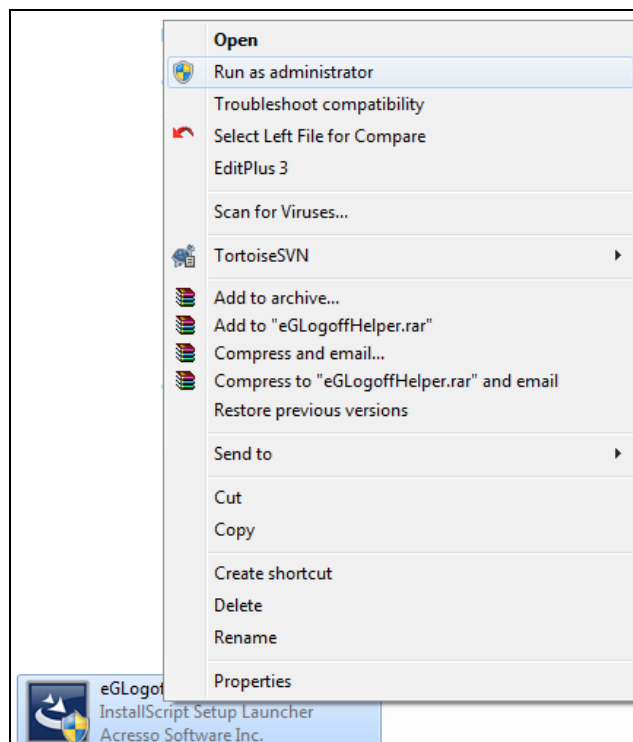 Open
Run as administrator
Troubleshoot compatibility
Select Left File for Compare
EditPlus 3
Scan for Viruses...
TortoiseSVN
Add to archive...
Add to "eGLogoffHelper.rar"
Compress and email...
Compress to "eGLogoffHelper.rar" and email
Restore previous versions
Send to
Cut
Copy
Create shortcut
Delete
Rename
Properties
eGLogof
InstallScript Setup Launcher
Acresso Software Inc.